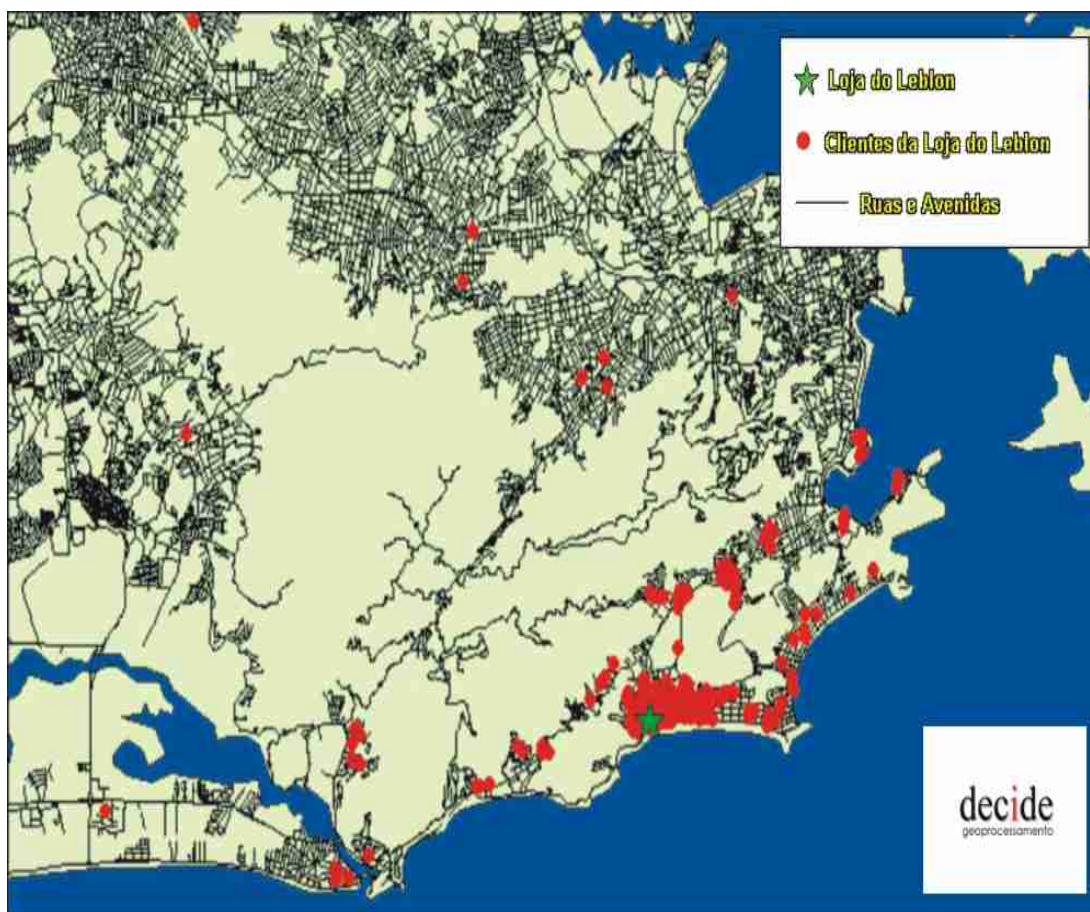 Loja do Leblon
Clientes da Loja do Leblon
Ruas e Avenidas
decide
geoprocessamento